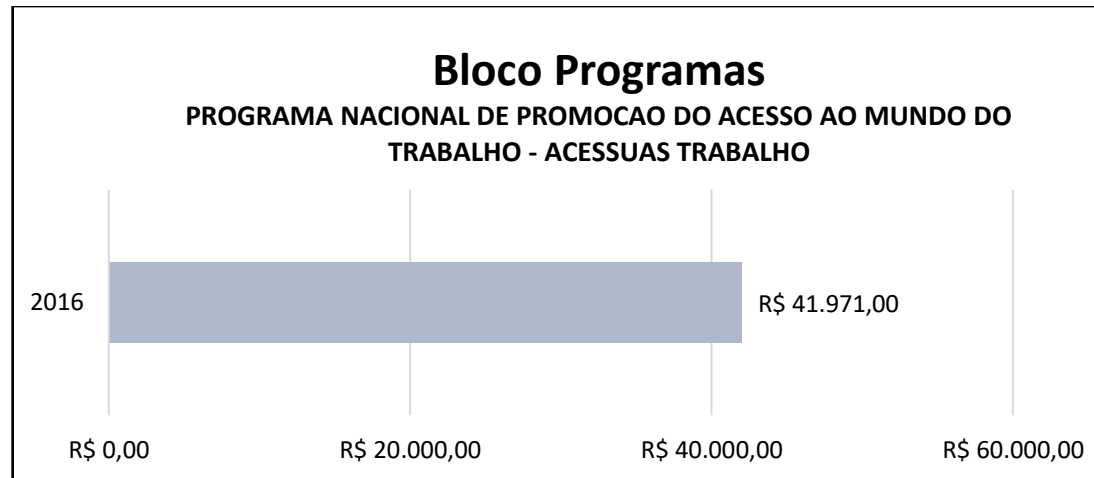 Bloco Programas
PROGRAMA NACIONAL DE PROMOCAO DO ACESSO AO MUNDO DO
TRABALHO - ACESSUAS TRABALHO
2016
R$ 41.971,00
R$ 0,00
R$ 20.000,00
R$ 40.000,00
R$ 60.000,00